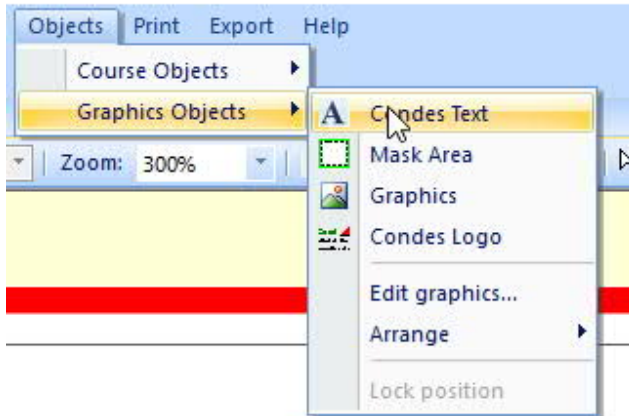 Objects Print Export Help
Course Objects
Graphics Objects
A Condes Text
Zoom: 300%
Mask Area
Graphics
Condes Logo
Edit graphics...
Arrange
Lock position